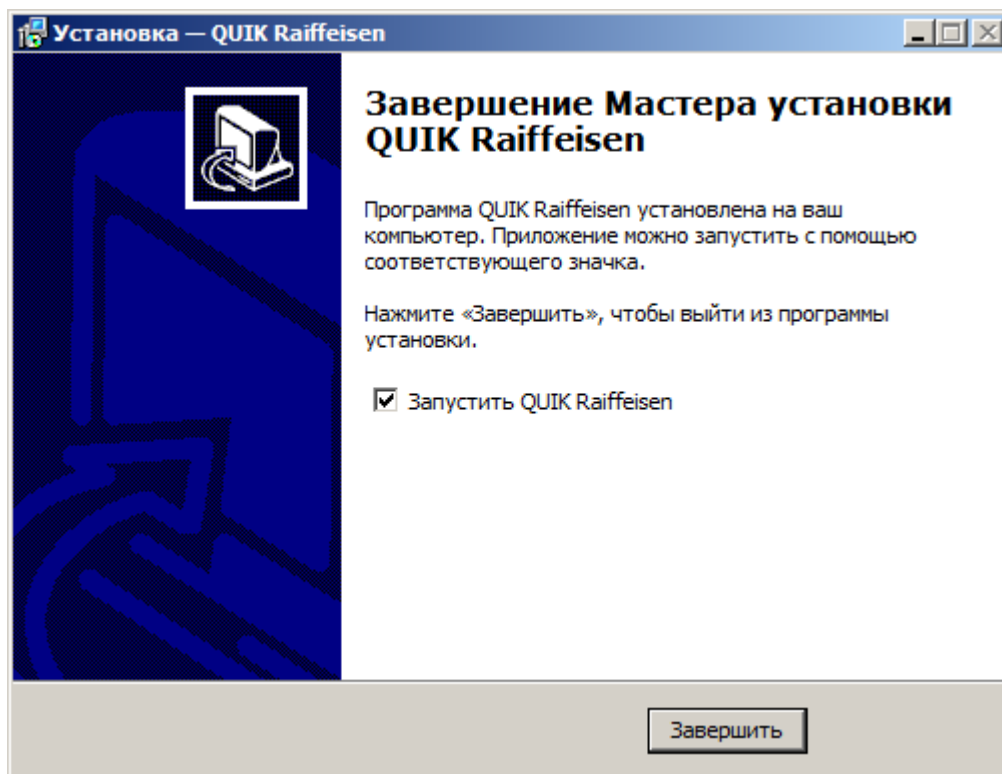 Установка — QUIK Raiffeisen
Завершение Мастера установки
QUIK Raiffeisen
Программа QUIK Raiffeisen установлена на ваш
компьютер. Приложение можно запустить с помощью
соответствующего значка.
Нажмите «Завершить», чтобы выйти из программы
установки.
Запустить QUIK Raiffeisen
Завершить